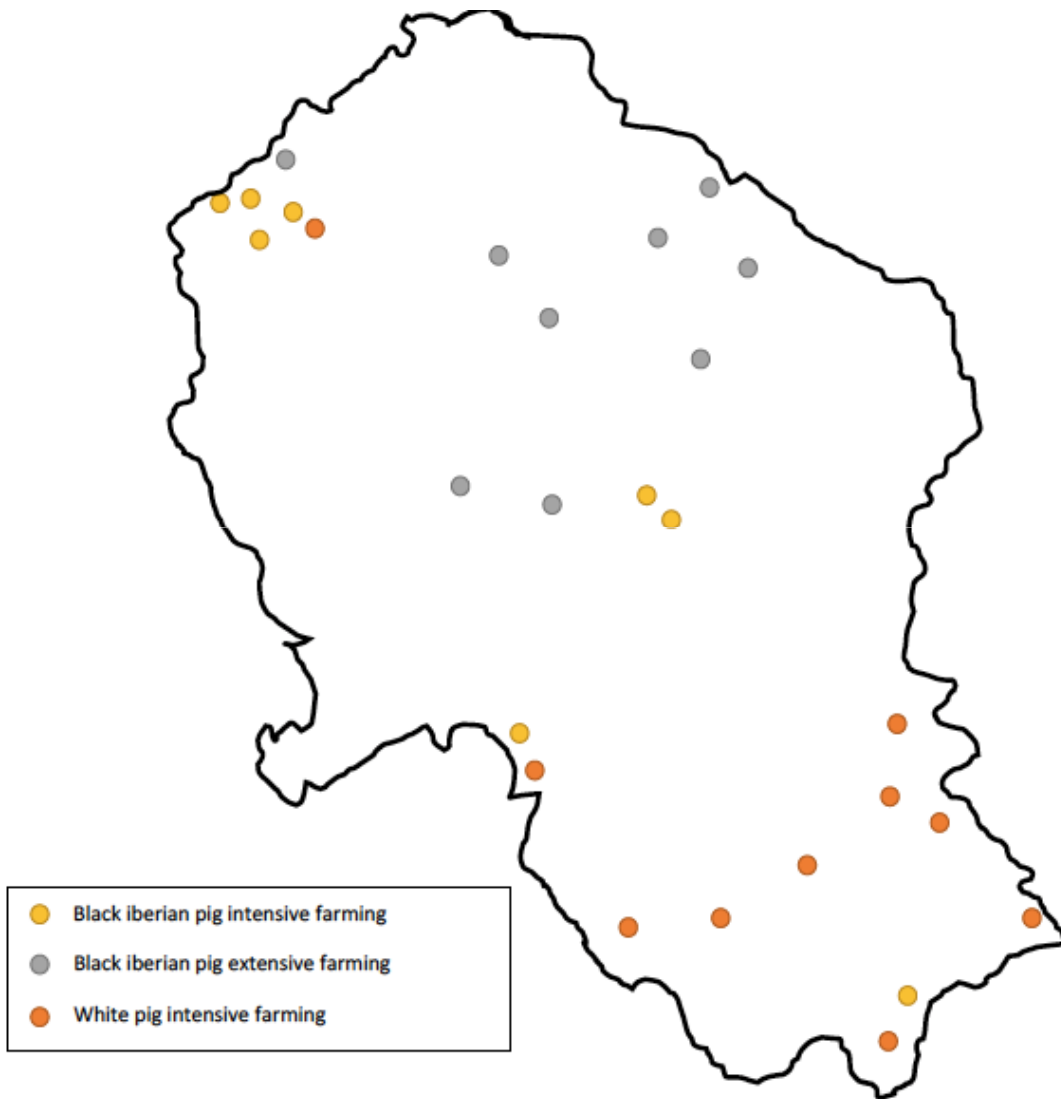 Black iberian pig intensive farming
Black iberian pig extensive farming
White pig intensive farming